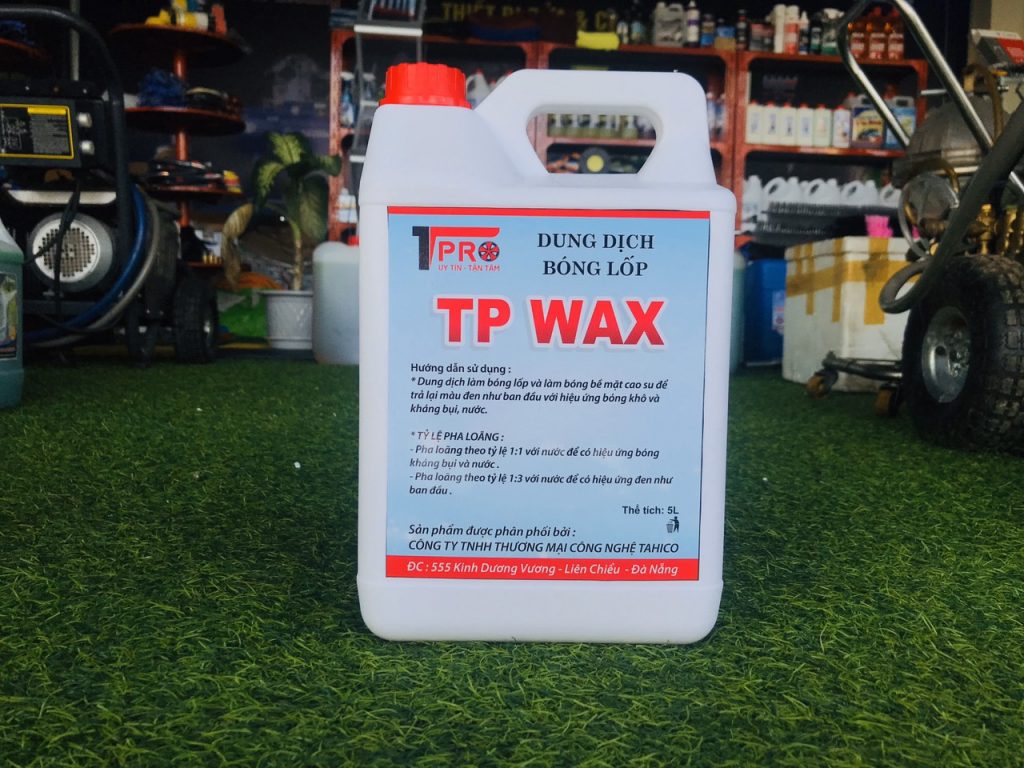 THIẾT BỊ RỬA &
TPRO
UY TÍN - TẬN TÂM
DUNG DỊCH
BÓNG LỐP
TP WAX
Hướng dẫn sử dụng :
* Dung dịch làm bóng lốp và làm bóng bề mặt cao su để
trả lại màu đen như ban đầu với hiệu ứng bóng khô và
kháng bụi, nước.
* TỶ LỆ PHA LOÃNG :
- Pha loãng theo tỷ lệ 1:1 với nước để có hiệu ứng bóng
kháng bụi và nước .
- Pha loãng theo tỷ lệ 1:3 với nước để có hiệu ứng đen như
ban đầu .
Thể tích: 5L
Sản phẩm được phân phối bởi :
CÔNG TY TNHH THƯƠNG MẠI CÔNG NGHỆ TAHICO
ĐC : 555 Kinh Dương Vương - Liên Chiểu - Đà Nẵng